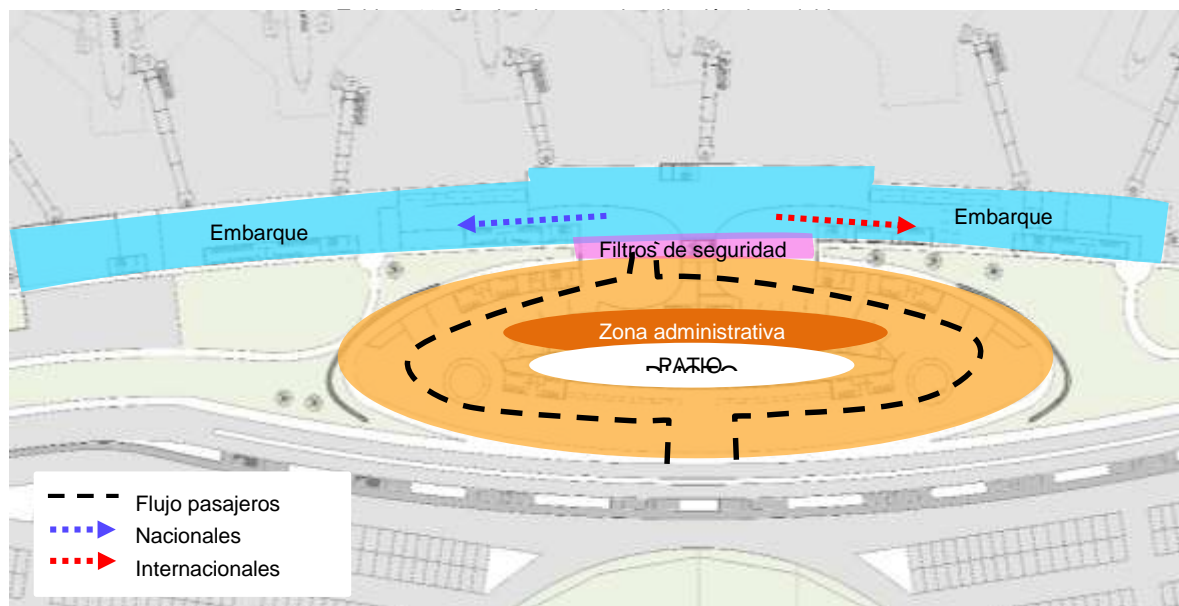 Embarque
Embarque
Filtros de seguridad
Zona administrativa
PATIO
Flujo pasajeros
Nacionales
Internacionales